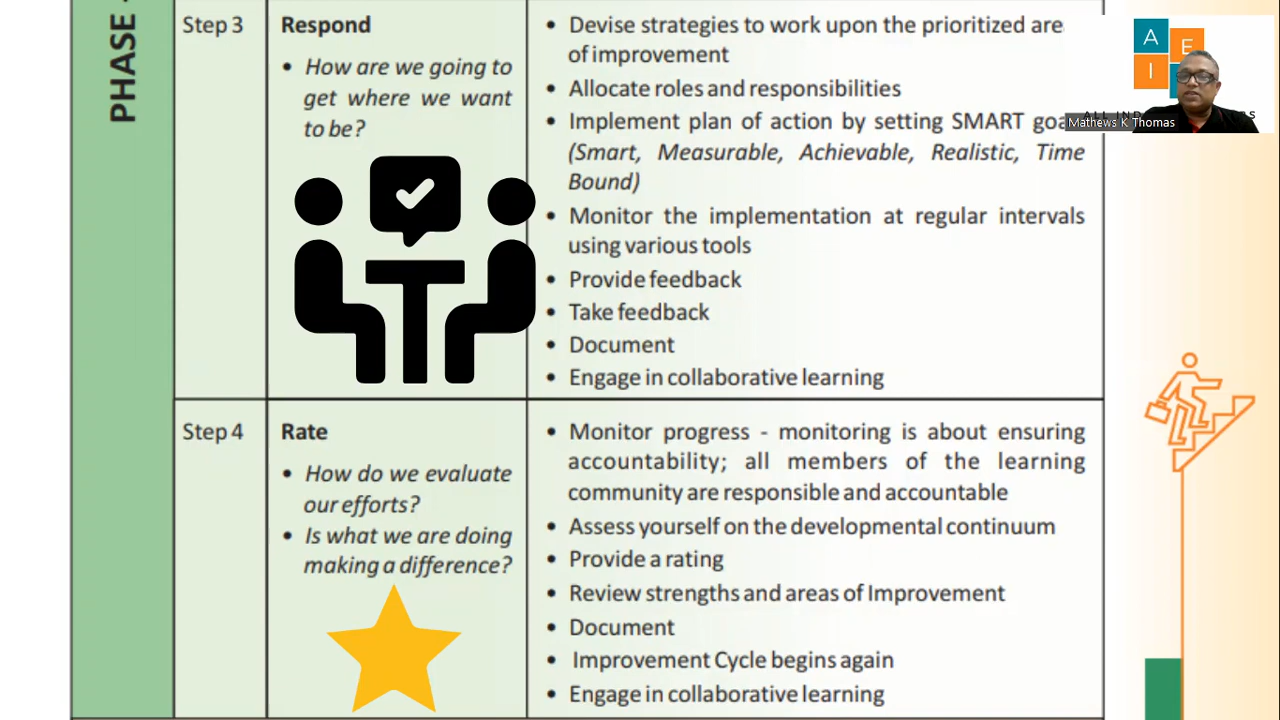 PHASE
Step 3
Respond
• How are we going to
get where we want
to be?
• Devise strategies to work upon the prioritized are
of improvement
• Allocate roles and responsibilities
• Implement plan of action by setting SMART goa
(Smart, Measurable, Achievable, Realistic, Time
Bound)
• Monitor the implementation at regular intervals
using various tools
• Provide feedback
• Take feedback
• Document
• Engage in collaborative learning
Step 4
Rate
• How do we evaluate
our efforts?
• Is what we are doing
making a difference?
• Monitor progress - monitoring is about ensuring
accountability; all members of the learning
community are responsible and accountable
• Assess yourself on the developmental continuum
• Provide a rating
• Review strengths and areas of Improvement
• Document
• Improvement Cycle begins again
• Engage in collaborative learning
A E
I
Mathews K Thomas